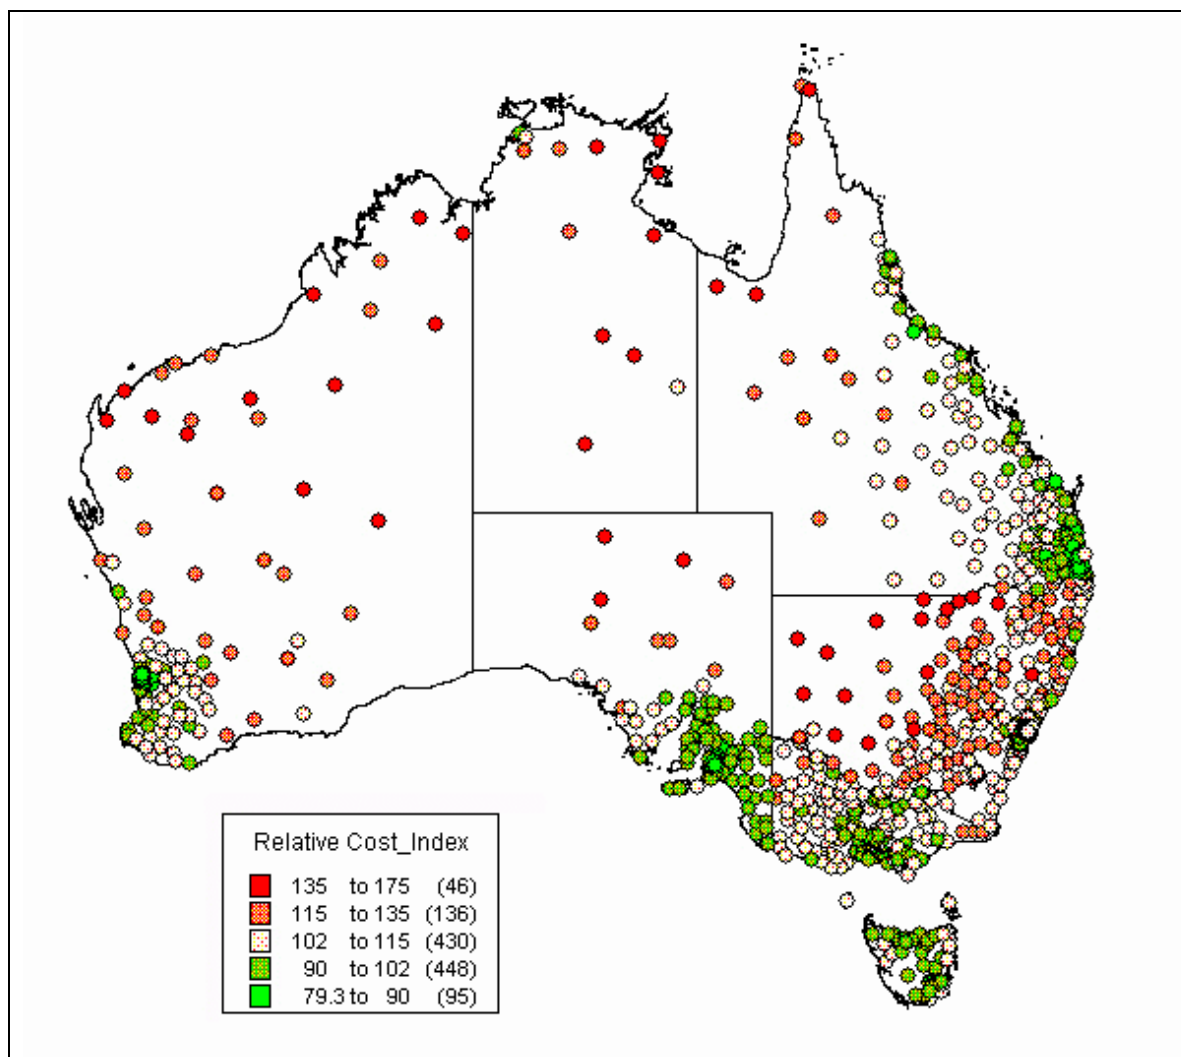 Relative Cost_Index
135 to 175 (46)
115 to 135 (136)
102 to 115 (430)
90 to 102 (448)
79.3 to 90 (95)